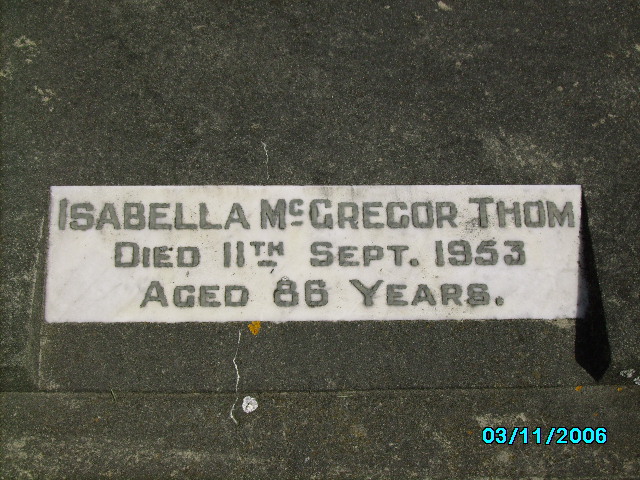 Isabella McGregor Thom
Died 11th Sept. 1953
Aged 86 Years.
03/11/2006